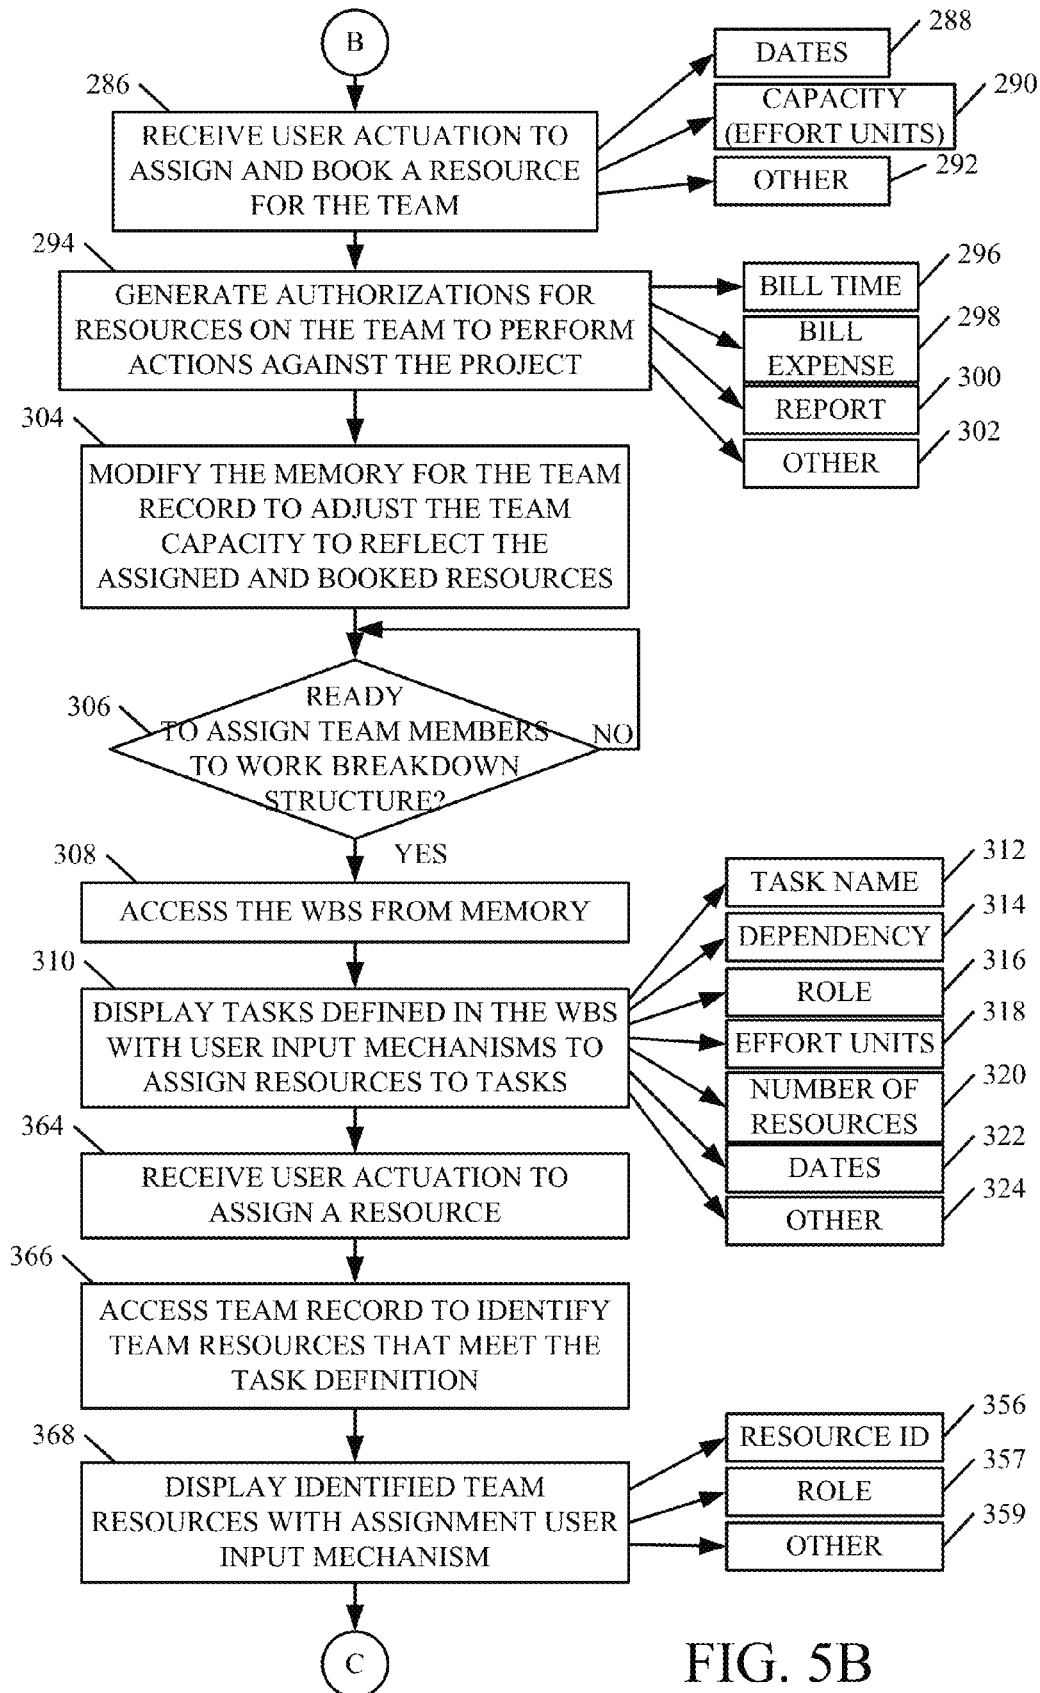 B
288
DATES
286
290
CAPACITY
(EFFORT UNITS)
RECEIVE USER ACTUATION TO
ASSIGN AND BOOK A RESOURCE
FOR THE TEAM
292
OTHER
294
296
GENERATE AUTHORIZATIONS FOR
RESOURCES ON THE TEAM TO PERFORM
ACTIONS AGAINST THE PROJECT
BILL TIME
298
BILL
EXPENSE
300
REPORT
302
OTHER
304
MODIFY THE MEMORY FOR THE TEAM
RECORD TO ADJUST THE TEAM
CAPACITY TO REFLECT THE
ASSIGNED AND BOOKED RESOURCES
306
READY
TO ASSIGN TEAM MEMBERS
TO WORK BREAKDOWN
STRUCTURE?
NO
YES
308
ACCESS THE WBS FROM MEMORY
312
TASK NAME
314
DEPENDENCY
310
316
DISPLAY TASKS DEFINED IN THE WBS
WITH USER INPUT MECHANISMS TO
ASSIGN RESOURCES TO TASKS
ROLE
318
EFFORT UNITS
320
NUMBER OF
RESOURCES
322
DATES
324
OTHER
364
RECEIVE USER ACTUATION TO
ASSIGN A RESOURCE
366
ACCESS TEAM RECORD TO IDENTIFY
TEAM RESOURCES THAT MEET THE
TASK DEFINITION
368
356
RESOURCE ID
DISPLAY IDENTIFIED TEAM
RESOURCES WITH ASSIGNMENT USER
INPUT MECHANISM
357
ROLE
359
OTHER
C
FIG. 5B